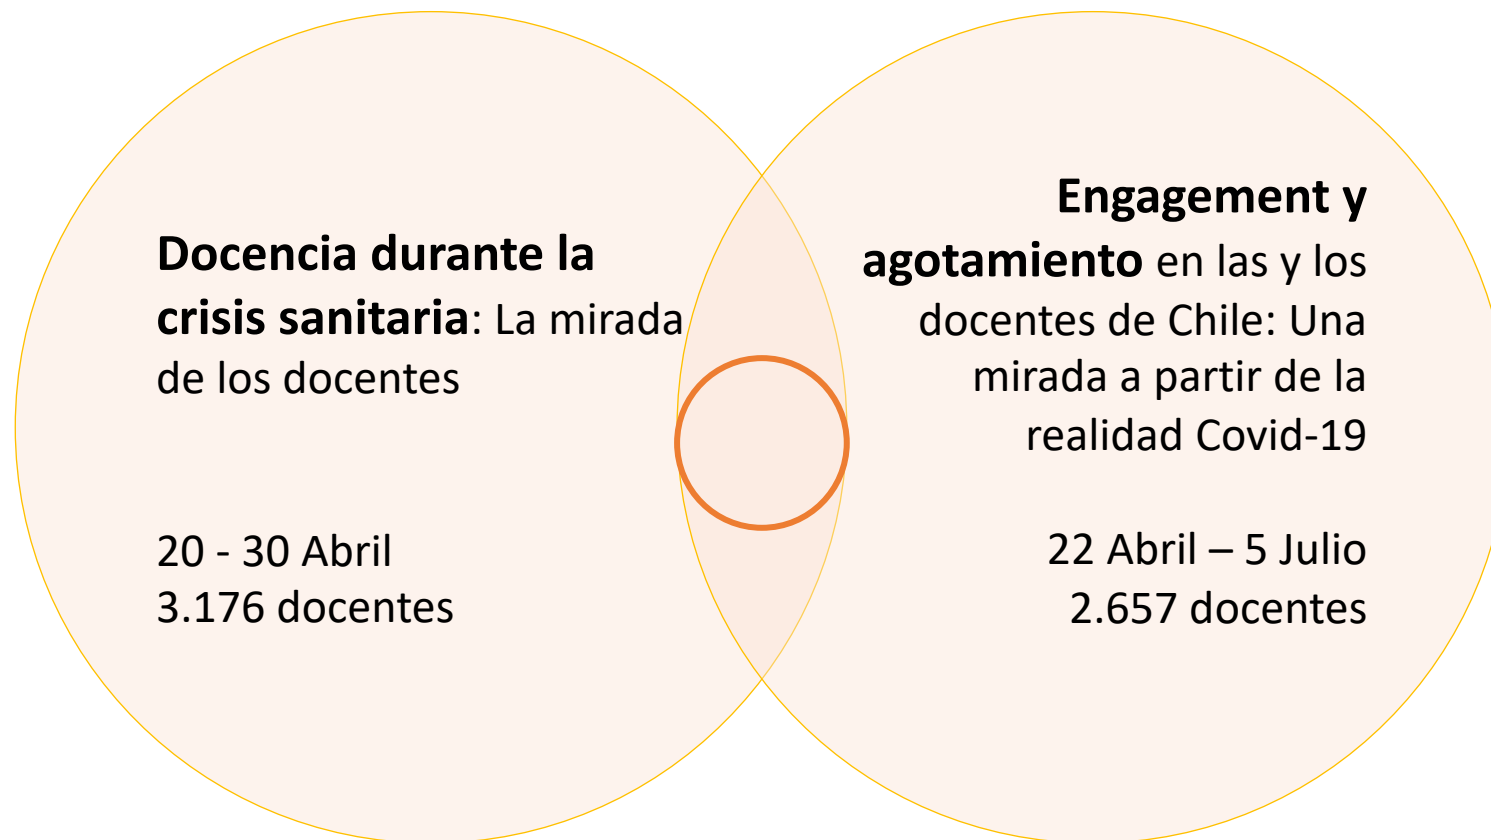 Docencia durante la
crisis sanitaria: La mirada
de los docentes
20 - 30 Abril
3.176 docentes
Engagement y
agotamiento en las y los
docentes de Chile: Una
mirada a partir de la
realidad Covid-19
22 Abril – 5 Julio
2.657 docentes